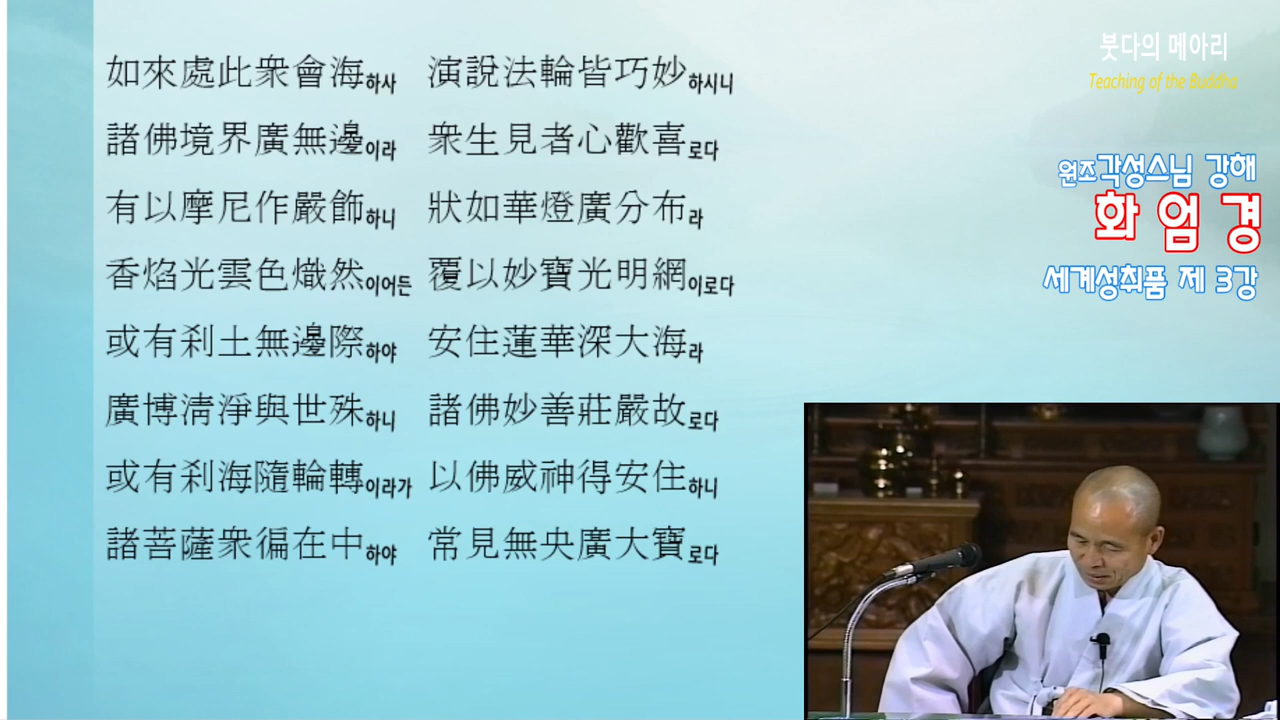 如來處此衆會海하사 演說法輪皆巧妙하시니
諸佛境界廣無邊이라 衆生見者心歡喜로다
有以摩尼作嚴飾하니 狀如華燈廣分布라
香焰光雲色熾然이어든 覆以妙寶光明網이로다
或有刹土無邊際하야 安住蓮華深大海라
廣博淸淨與世殊하니 諸佛妙善莊嚴故로다
或有刹海隨輪轉이라가 以佛威神得安住하니
諸菩薩衆徧在中하야 常見無央廣大寶로다
붓다의 메아리
Teaching of the Buddha
원조각성스님 강해
화엄경
세계성취품 제 3강